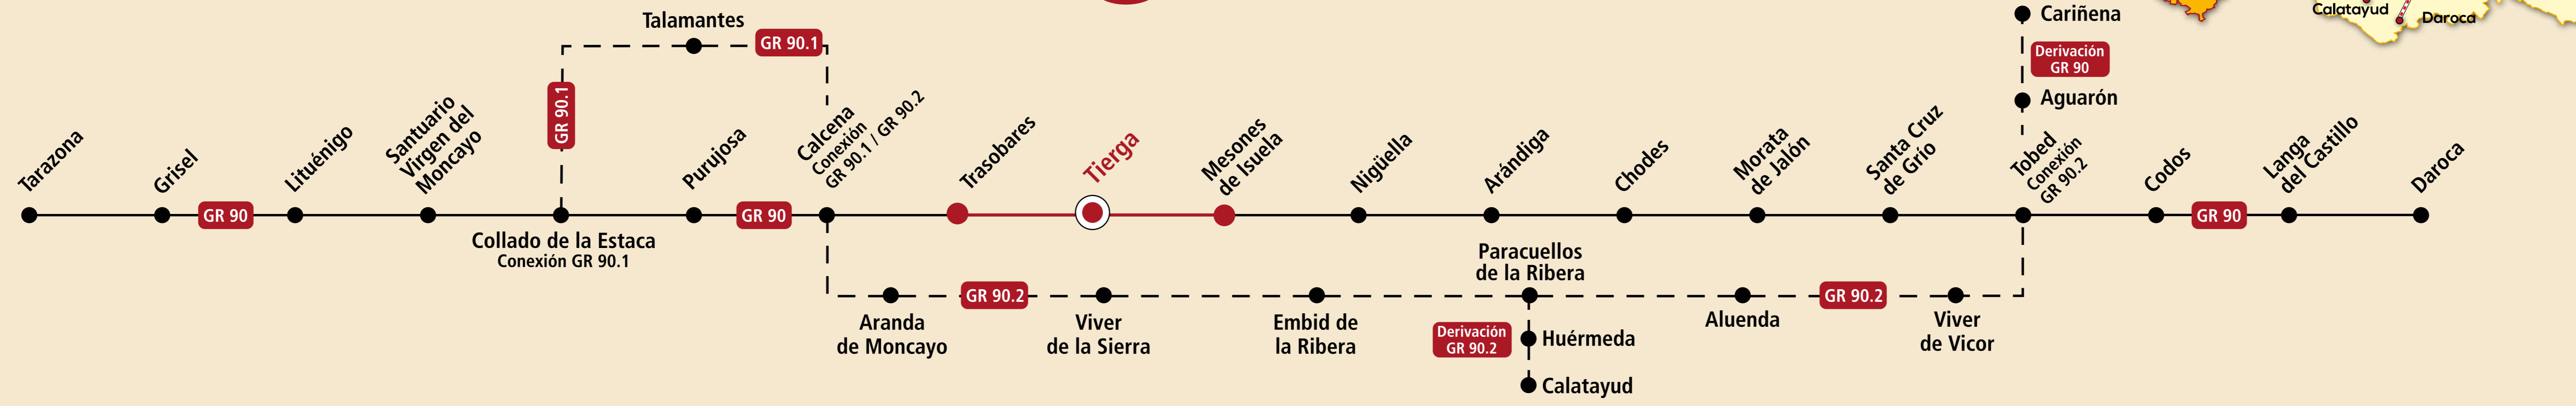 Talamantes
GR 90.1
GR 90.1
Cariñena
Derivación
GR 90
Aguarón
Calatayud
Daroca
Tarazona
Grisel
GR 90
Lituénigo
Santuario
Virgen del
Moncayo
Collado de la Estaca
Conexión GR 90.1
Purujosa
GR 90
Calcena
Conexión
GR 90.1 / GR 90.2
Trasobares
Tierga
Mesones
de Isuela
Nigüella
Arándiga
Chodes
Morata
de Jalón
Santa Cruz
de Grío
Tobed
Conexión
GR 90.2
Codos
GR 90
Langa
del Castillo
Daroca
Aranda
de Moncayo
GR 90.2
Viver
de la Sierra
Embid de
la Ribera
Paracuellos
de la Ribera
Derivación
GR 90.2
Huérmeda
Calatayud
Aluenda
GR 90.2
Viver
de Vicor